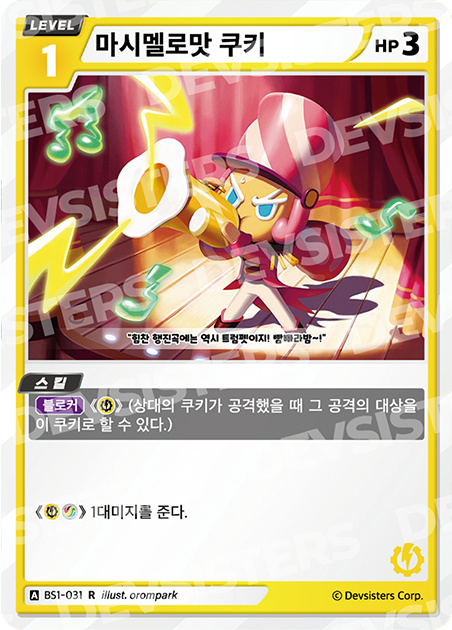 LEVEL
1
마시멜로맛 쿠키
HP 3
"힘찬 행진곡에는 역시 트럼펫이지! 빰빠라밤~!"
스킬
블로커 《》 (상대의 쿠키가 공격했을 때 그 공격의 대상을
이 쿠키로 할 수 있다.)
《》 1대미지를 준다.
A BS1-031 R illust. orompark
© Devsisters Corp.
DEVSISTERS